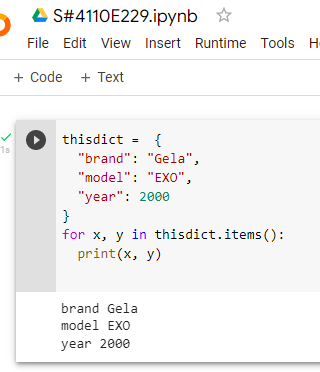 S#4110E229.ipynb
File Edit View Insert Runtime Tools
+ Code + Text
1s
thisdict = {
"brand": "Gela",
"model": "EXO",
"year": 2000
}
for x, y in thisdict.items():
print(x, y)
brand Gela
model EXO
year 2000